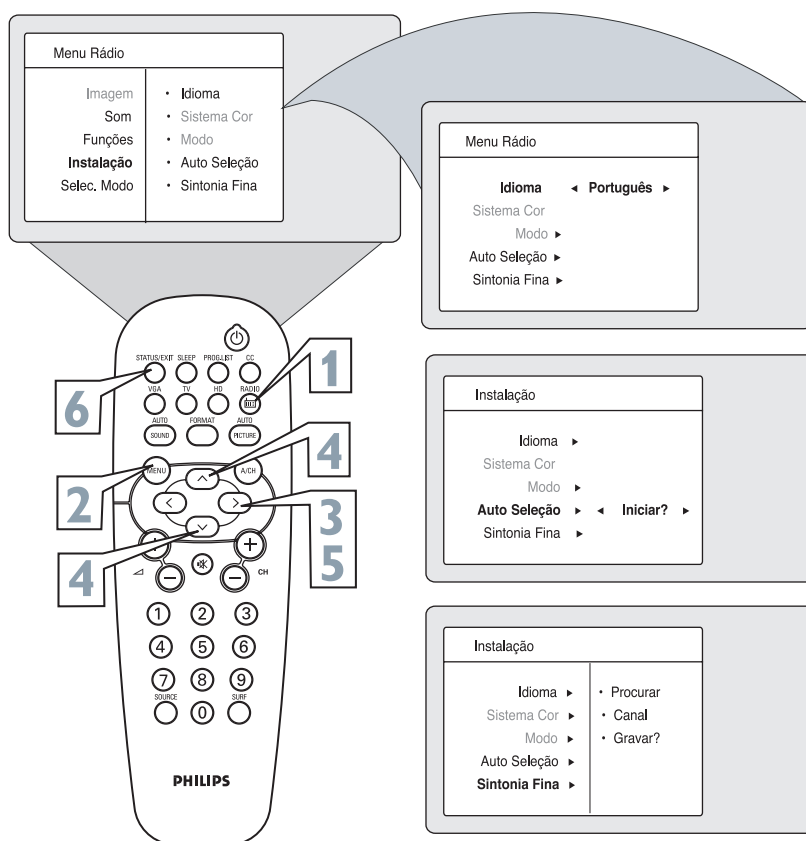 Menu Rádio
Imagem
Som
Funções
Instalação
Selec. Modo
• Idioma
• Sistema Cor
• Modo
• Auto Seleção
• Sintonia Fina
Menu Rádio
Idioma ◂ Português ▸
Sistema Cor
Modo ▸
Auto Seleção ▸
Sintonia Fina ▸
Instalação
Idioma ▸
Sistema Cor
Modo ▸
Auto Seleção ▸ ◂ Iniciar? ▸
Sintonia Fina ▸
Instalação
Idioma ▸
Sistema Cor ▸
Modo ▸
Auto Seleção ▸
Sintonia Fina ▸
• Procurar
• Canal
• Gravar?
STATUS/EXIT SLEEP PROG.LIST CC
VGA TV HD RADIO
AUTO FORMAT AUTO
SOUND PICTURE
MENU A/CH
CH
1 2 3
4 5 6
7 8 9
SOURCE SURF
0
PHILIPS
1
6
4
2
3
5
4